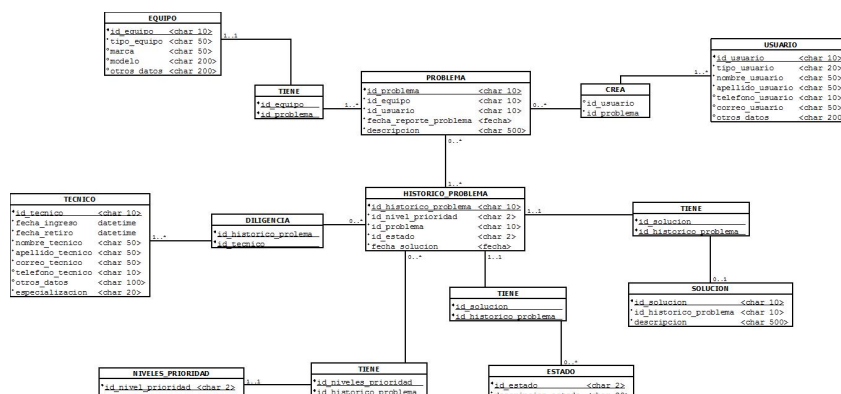 EQUIPO
*id_equipo <char 10>
*tipo_equipo <char 50>
°marca <char 50>
°modelo <char 200>
°otros_datos <char 200>
1..1
TIENE
*id_equipo
*id_problema
1..*
PROBLEMA
*id_problema <char 10>
*id_equipo <char 10>
*id_usuario <char 10>
*fecha_reporte_problema <fecha>
*descripcion <char 500>
0..*
CREA
°id_usuario
*id_problema
1..*
USUARIO
*id_usuario <char 10>
*tipo_usuario <char 20>
*nombre_usuario <char 50>
*apellido_usuario <char 50>
°telefono_usuario <char 10>
°correo_usuario <char 50>
°otros_datos <char 200
0..*
1..*
TECNICO
*id_tecnico <char 10>
*fecha_ingreso datetime
*fecha_retiro datetime
*nombre_tecnico <char 50>
*apellido_tecnico <char 50>
*correo_tecnico <char 50>
°telefono_tecnico <char 10>
°otros_datos <char 100>
*especializacion <char 20>
1..*
DILIGENCIA
*id_historico_prolema
*id_tecnico
0..*
HISTORICO_PROBLEMA
*id_historico_problema <char 10>
*id_nivel_prioridad <char 2>
*id_problema <char 10>
*id_estado <char 2>
*fecha_solucion <fecha>
1..1
TIENE
*id_solucion
*id_historico_problema
0..1
SOLUCION
*id_solucion <char 10>
*id_historico_problema <char 10>
*descripcion <char 500>
0..*
1..1
TIENE
*id_solucion
*id_historico_problema
0..*
NIVELES_PRIORIDAD
*id_nivel_prioridad <char 2>
1..1
TIENE
*id_niveles_prioridad
*id_historico_problema
ESTADO
*id_estado <char 2>